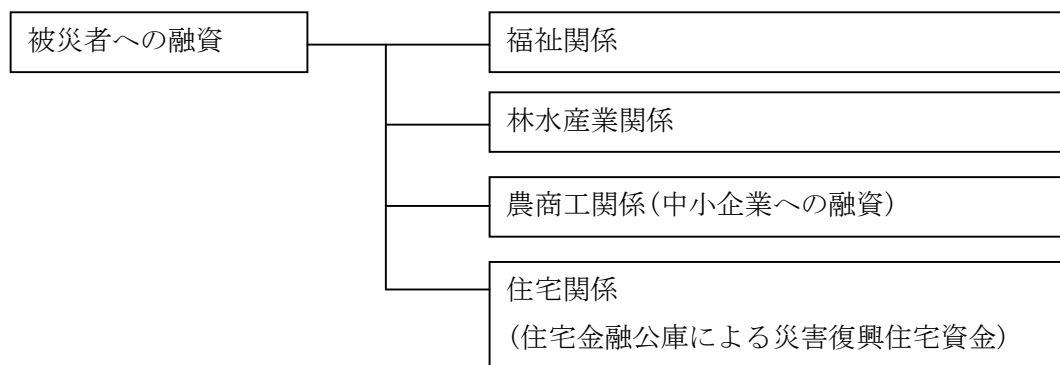 被災者への融資
福祉関係
林水産業関係
農商工関係(中小企業への融資)
住宅関係
(住宅金融公庫による災害復興住宅資金)